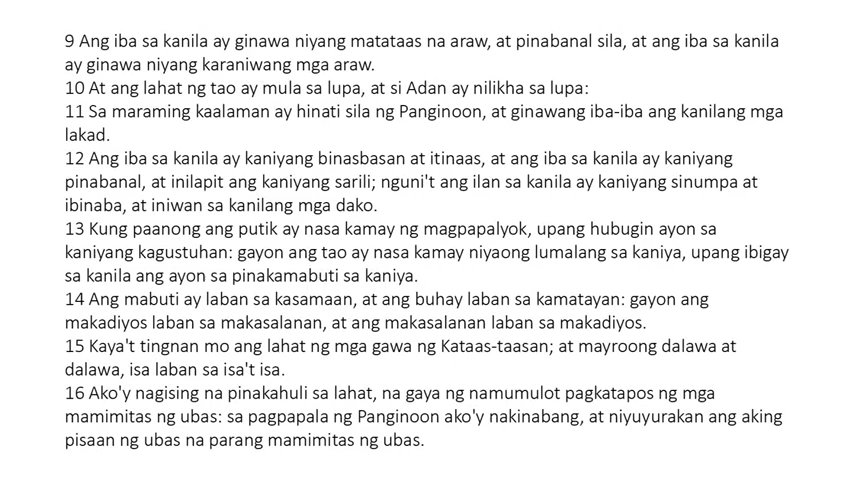 9 Ang iba sa kanila ay ginawa niyang matataas na araw, at pinabanal sila, at ang iba sa kanila
ay ginawa niyang karaniwang mga araw.
10 At ang lahat ng tao ay mula sa lupa, at si Adan ay nilikha sa lupa:
11 Sa maraming kaalaman ay hinati sila ng Panginoon, at ginawang iba-iba ang kanilang mga
lakad.
12 Ang iba sa kanila ay kaniyang binasbasan at itinaas, at ang iba sa kanila ay kaniyang
pinabanal, at inilapit ang kaniyang sarili; nguni't ang ilan sa kanila ay kaniyang sinumpa at
ibinaba, at iniwan sa kanilang mga dako.
13 Kung paanong ang putik ay nasa kamay ng magpapalyok, upang hubugin ayon sa
kaniyang kagustuhan: gayon ang tao ay nasa kamay niyaong lumalang sa kaniya, upang ibigay
sa kanila ang ayon sa pinakamabuti sa kaniya.
14 Ang mabuti ay laban sa kasamaan, at ang buhay laban sa kamatayan: gayon ang
makadiyos laban sa makasalanan, at ang makasalanan laban sa makadiyos.
15 Kaya't tingnan mo ang lahat ng mga gawa ng Kataas-taasan; at mayroong dalawa at
dalawa, isa laban sa isa't isa.
16 Ako'y nagising na pinakahuli sa lahat, na gaya ng namumulot pagkatapos ng mga
mamimitas ng ubas: sa pagpapala ng Panginoon ako'y nakinabang, at niyuyurakan ang aking
pisaan ng ubas na parang mamimitas ng ubas.